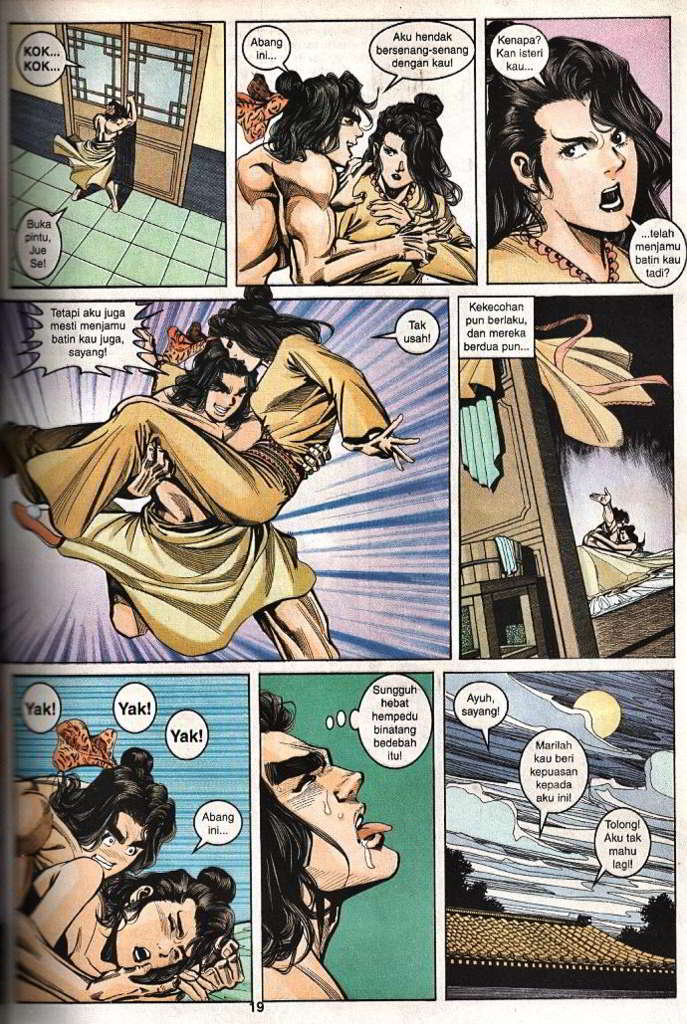 KOK...
KOK...
Buka
pintu,
Jue
Se!
Abang
ini...
Aku hendak
bersenang-senang
dengan kau!
Kenapa?
Kan isteri
kau...
...telah
menjamu
batin kau
tadi?
Tetapi aku juga
mesti menjamu
batin kau juga,
sayang!
Tak
usah!
Kekecohan
pun berlaku,
dan mereka
berdua pun...
Yak!
Yak!
Yak!
Abang
ini...
Sungguh
hebat
hempedu
binatang
bedebah
itu!
Ayuh,
sayang!
Marilah
kau beri
kepuasan
kepada
aku ini!
Tolong!
Aku tak
mahu
lagi!
19